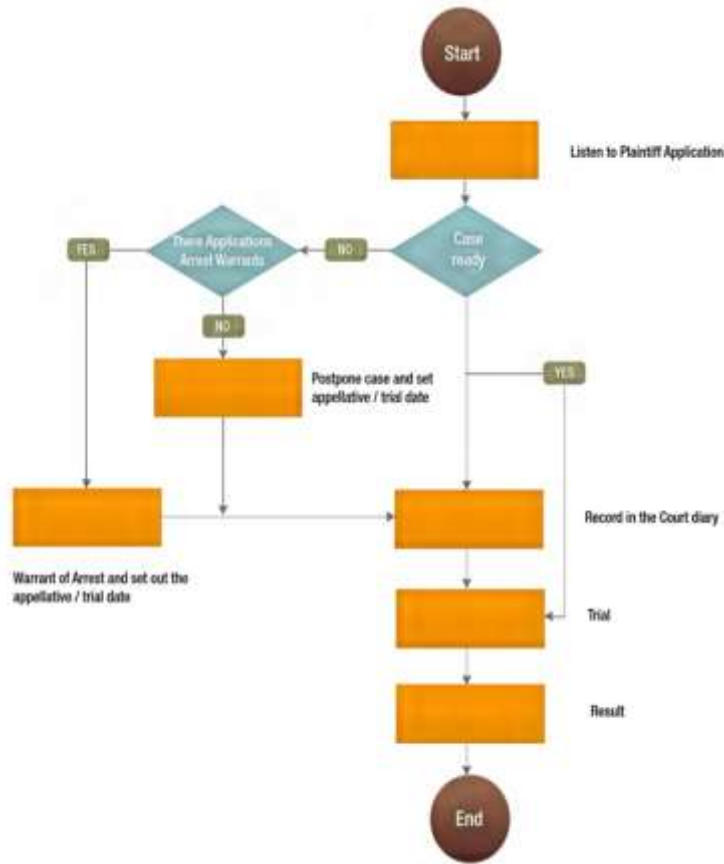 Start
Listen to Plaintiff Application
Case
ready
NO
There Applications
Arrest Warrants
YES
NO
Postpone case and set
appellative / trial date
YES
Record in the Court diary
Warrant of Arrest and set out the
appellative / trial date
Trial
Result
End